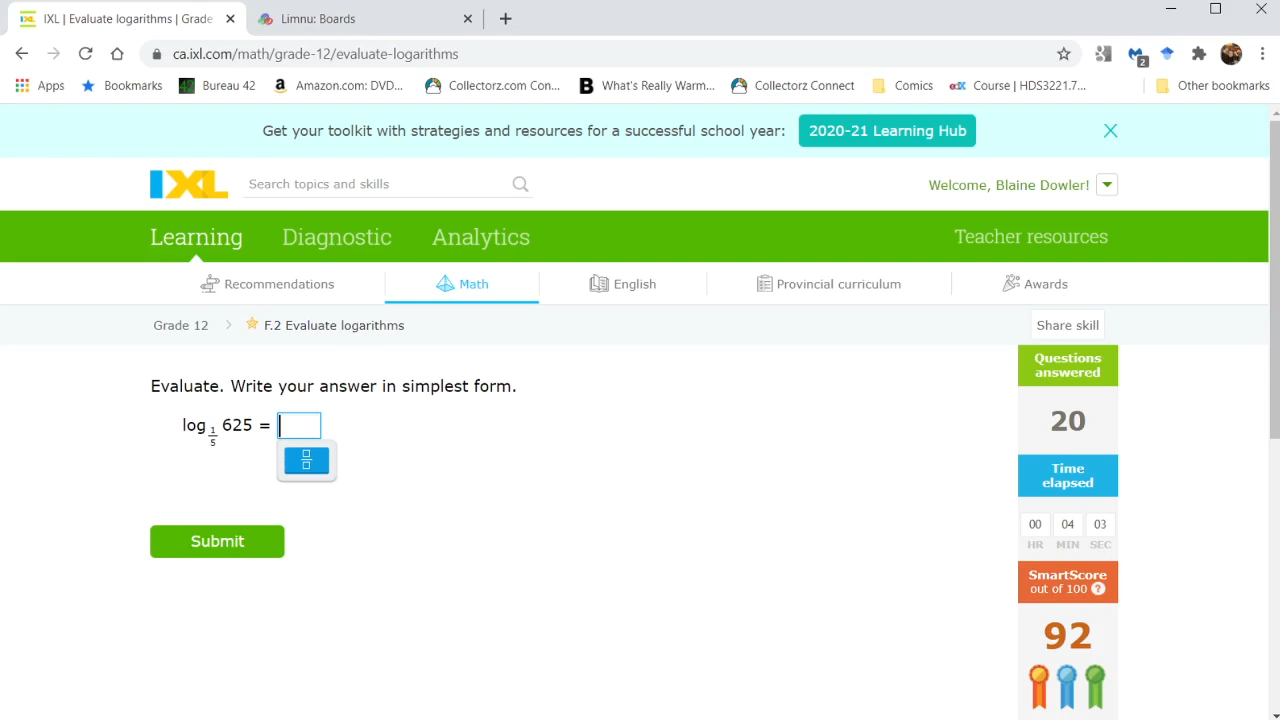 IXL | Evaluate logarithms | Grade
Limnu: Boards
ca.ixl.com/math/grade-12/evaluate-logarithms
2
Apps Bookmarks Bureau 42 Amazon.com: DVD... Collectorz.com Con... What's Really Warm... Collectorz Connect Comics edX Course | HDS3221.7... Other bookmarks
Get your toolkit with strategies and resources for a successful school year: 2020-21 Learning Hub
IXL Search topics and skills Welcome, Blaine Dowler!
Learning Diagnostic Analytics Teacher resources
Recommendations Math English Provincial curriculum Awards
Grade 12 > F.2 Evaluate logarithms Share skill
Evaluate. Write your answer in simplest form.
log 1/5 625 =
Submit
Questions
answered
20
Time
elapsed
00 04 03
HR MIN SEC
SmartScore
out of 100 ?
92